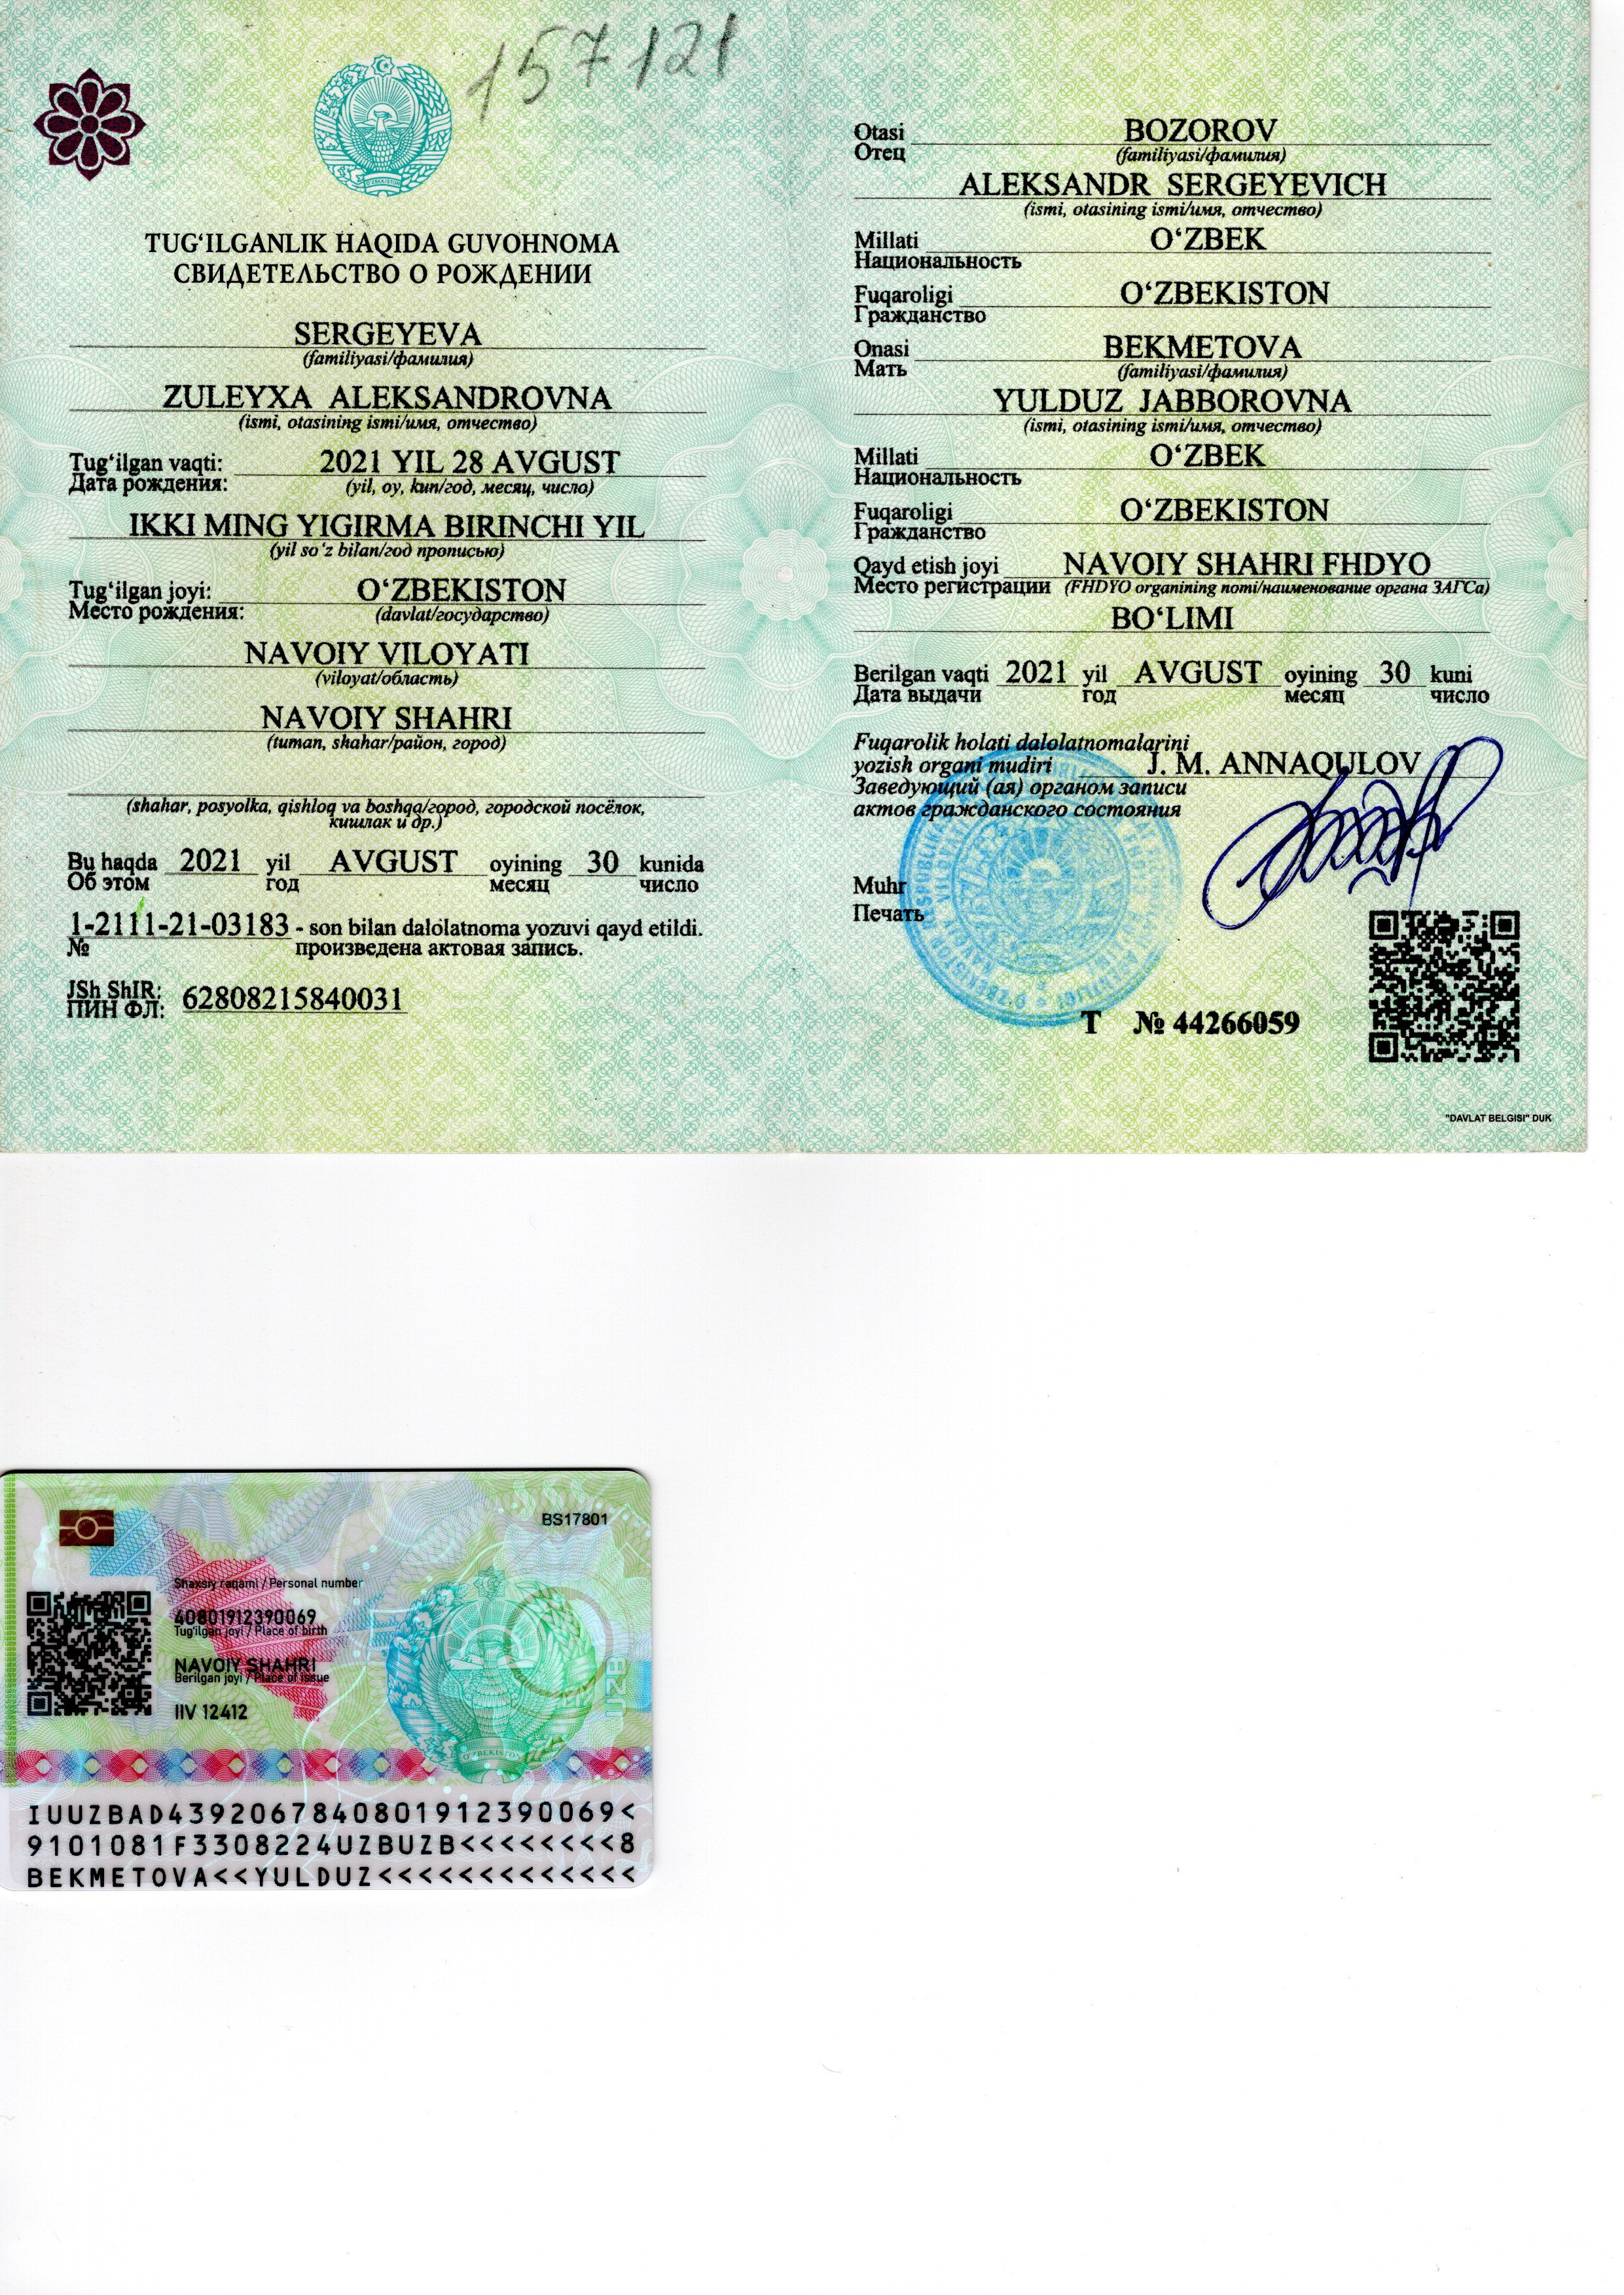 157121
TUG‘ILGANLIK HAQIDA GUVOHNOMA
СВИДЕТЕЛЬСТВО О РОЖДЕНИИ
SERGEYEVA
(familiyasi/фамилия)
ZULEYXA ALEKSANDROVNA
(ismi, otasining ismi/имя, отчество)
Tug‘ilgan vaqti: 2021 YIL 28 AVGUST
Дата рождения: (yil, oy, kun/год, месяц, число)
IKKI MING YIGIRMA BIRINCHI YIL
(yil so‘z bilan/год прописью)
Tug‘ilgan joyi: O‘ZBEKISTON
Место рождения: (davlat/государство)
NAVOIY VILOYATI
(viloyat/область)
NAVOIY SHAHRI
(tuman, shahar/район, город)
(shahar, posyolka, qishloq va boshqa/город, городской посёлок,
кишлак и др.)
Bu haqda 2021 yil AVGUST oyining 30 kunida
Об этом год месяц число
1-2111-21-03183 - son bilan dalolatnoma yozuvi qayd etildi.
№ произведена актовая запись.
JSh ShIR: 62808215840031
ПИН ФЛ:
Otasi BOZOROV
Отец (familiyasi/фамилия)
ALEKSANDR SERGEYEVICH
(ismi, otasining ismi/имя, отчество)
Millati O‘ZBEK
Национальность
Fuqaroligi O‘ZBEKISTON
Гражданство
Onasi BEKMETOVA
Мать (familiyasi/фамилия)
YULDUZ JABBOROVNA
(ismi, otasining ismi/имя, отчество)
Millati O‘ZBEK
Национальность
Fuqaroligi O‘ZBEKISTON
Гражданство
Qayd etish joyi NAVOIY SHAHRI FHDYO
Место регистрации (FHDYO organining nomi/наименование органа ЗАГСа)
BO‘LIMI
Berilgan vaqti 2021 yil AVGUST oyining 30 kuni
Дата выдачи год месяц число
Fuqarolik holati dalolatnomalarini
yozish organi mudiri J. M. ANNAQULOV
Заведующий (ая) органом записи
актов гражданского состояния
Muhr
Печать
T № 44266059
"DAVLAT BELGISI" DUK
BS17801
Shaxsiy raqami / Personal number
40801912390069
Tug'ilgan joyi / Place of birth
NAVOIY SHAHRI
Berilgan joyi / Place of issue
IIV 12412
UZB
O‘ZBEKISTON
IUUZBAD4392067840801912390069<
9101081F3308224UZBUZB<<<<<<<<8
BEKMETOVA<<YULDUZ<<<<<<<<<<<<<